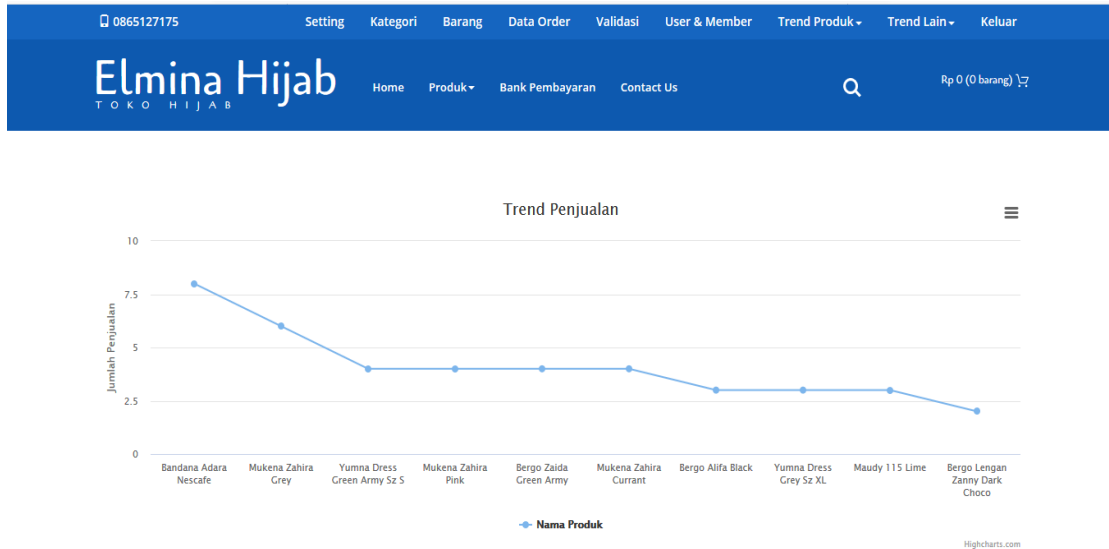 0865127175 Setting Kategori Barang Data Order Validasi User & Member Trend Produk Trend Lain Keluar
Elmina Hijab
TOKO HIJAB
Home Produk Bank Pembayaran Contact Us
Rp 0 (0 barang)
Trend Penjualan
10
7.5
5
2.5
0
Jumlah Penjualan
Bandana Adara
Nescafe
Mukena Zahira
Grey
Yumna Dress
Green Army Sz S
Mukena Zahira
Pink
Bergo Zaida
Green Army
Mukena Zahira
Currant
Bergo Alifa Black
Yumna Dress
Grey Sz XL
Maudy 115 Lime
Bergo Lengan
Zanny Dark
Choco
Nama Produk
Highcharts.com